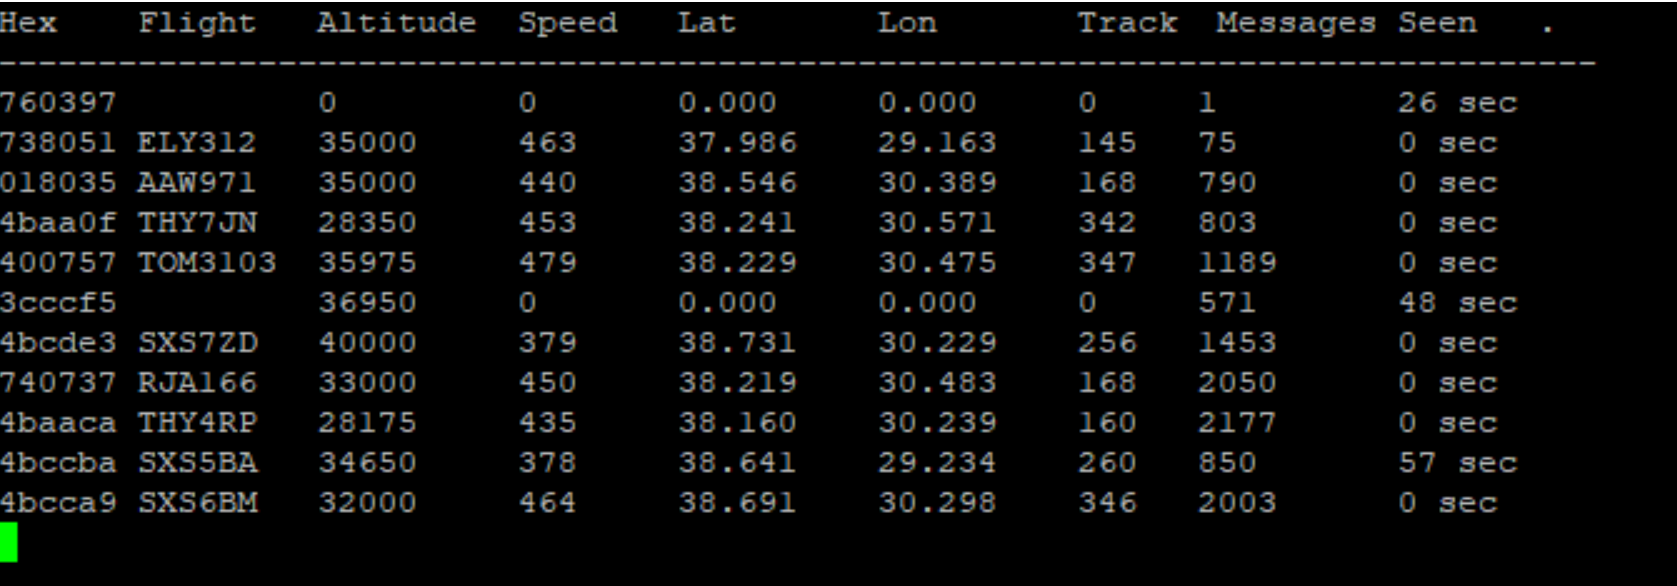 Hex    Flight   Altitude  Speed   Lat       Lon       Track  Messages Seen   .
--------------------------------------------------------------------------------
760397          0         0       0.000     0.000     0     1         26 sec
738051 ELY312   35000     463     37.986    29.163    145   75        0 sec
018035 AAW971   35000     440     38.546    30.389    168   790       0 sec
4baa0f THY7JN   28350     453     38.241    30.571    342   803       0 sec
400757 TOM3103  35975     479     38.229    30.475    347   1189      0 sec
3cccf5          36950     0       0.000     0.000     0     571       48 sec
4bcde3 SXS7ZD   40000     379     38.731    30.229    256   1453      0 sec
740737 RJA166   33000     450     38.219    30.483    168   2050      0 sec
4baaca THY4RP   28175     435     38.160    30.239    160   2177      0 sec
4bccba SXS5BA   34650     378     38.641    29.234    260   850       57 sec
4bcca9 SXS6BM   32000     464     38.691    30.298    346   2003      0 sec